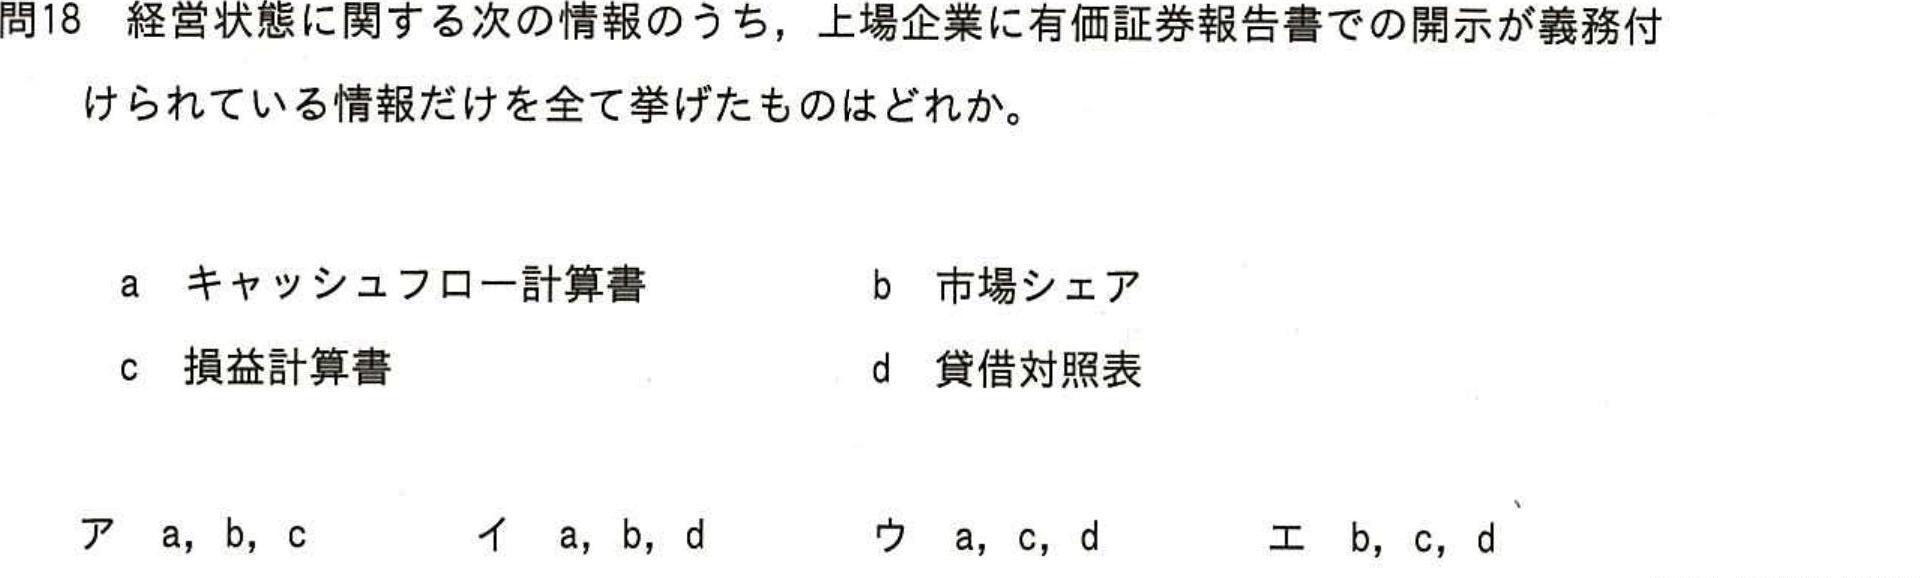 問18 経営状態に関する次の情報のうち，上場企業に有価証券報告書での開示が義務付
けられている情報だけを全て挙げたものはどれか。
a キャッシュフロー計算書 b 市場シェア
c 損益計算書 d 貸借対照表
ア a, b, c イ a, b, d ウ a, c, d エ b, c, d